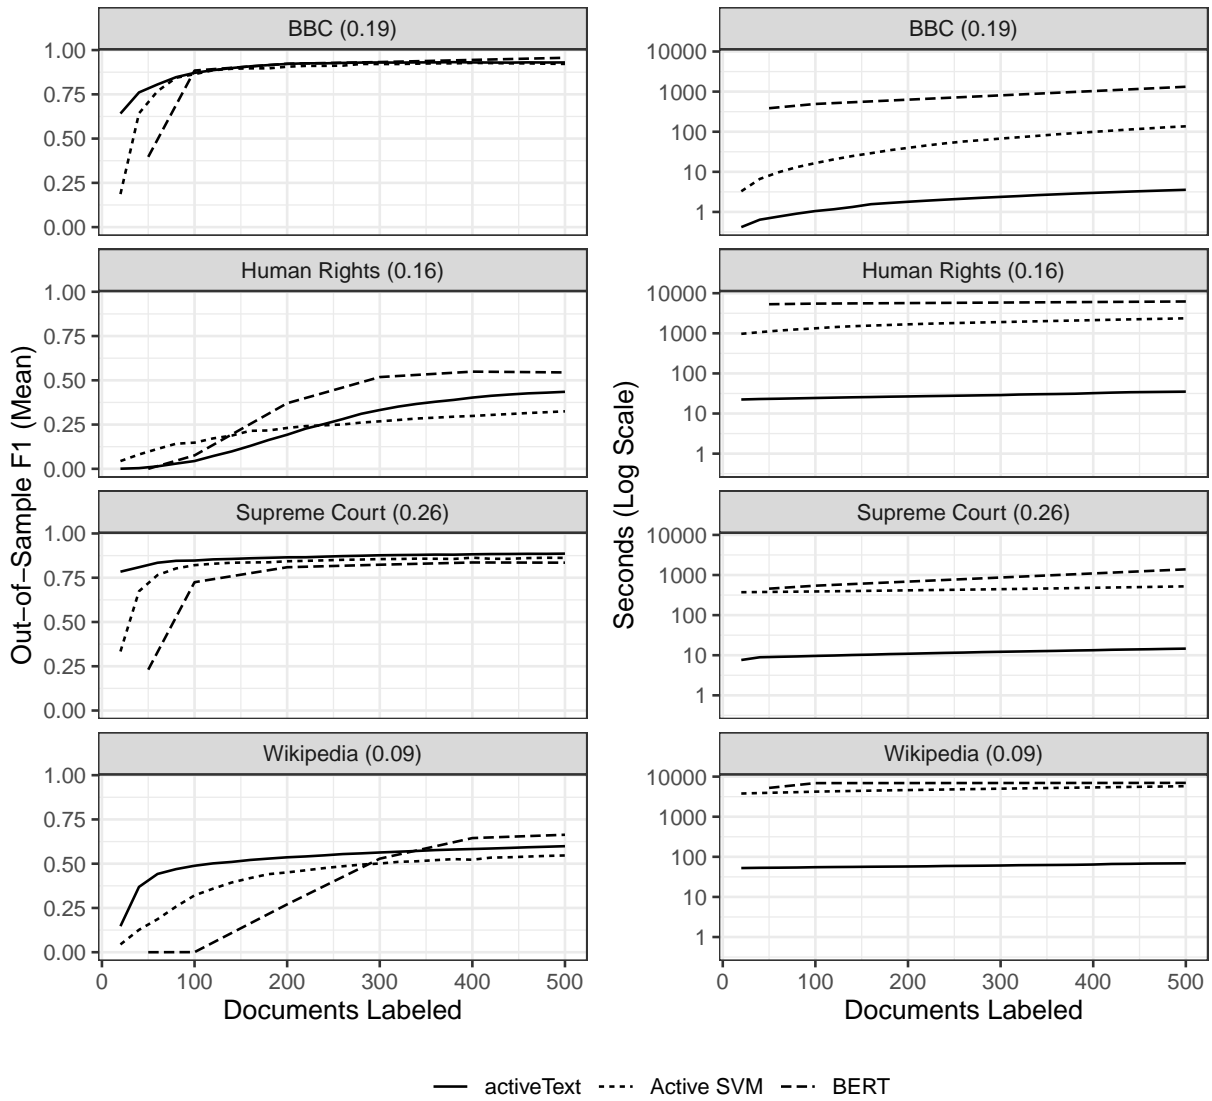 BBC (0.19)
1.00
0.75
0.50
0.25
0.00
Human Rights (0.16)
1.00
0.75
0.50
0.25
0.00
Supreme Court (0.26)
1.00
0.75
0.50
0.25
0.00
Wikipedia (0.09)
1.00
0.75
0.50
0.25
0.00
0 100 200 300 400 500
Documents Labeled
Out−of−Sample F1 (Mean)
BBC (0.19)
10000
1000
100
10
1
Human Rights (0.16)
10000
1000
100
10
1
Supreme Court (0.26)
10000
1000
100
10
1
Wikipedia (0.09)
10000
1000
100
10
1
0 100 200 300 400 500
Documents Labeled
Seconds (Log Scale)
activeText Active SVM BERT